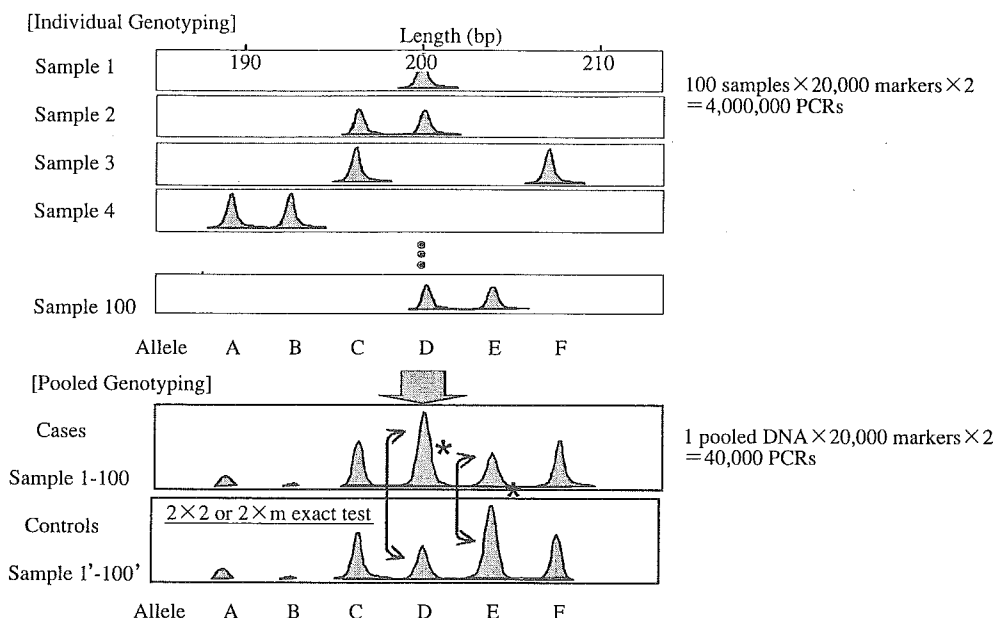 [Individual Genotyping]
Length (bp)
190 200 210
Sample 1
100 samples×20,000 markers×2
=4,000,000 PCRs
Sample 2
Sample 3
Sample 4
Sample 100
Allele A B C D E F
[Pooled Genotyping]
Cases
*
1 pooled DNA×20,000 markers×2
=40,000 PCRs
Sample 1-100
*
2×2 or 2×m exact test
Controls
Sample 1'-100'
Allele A B C D E F